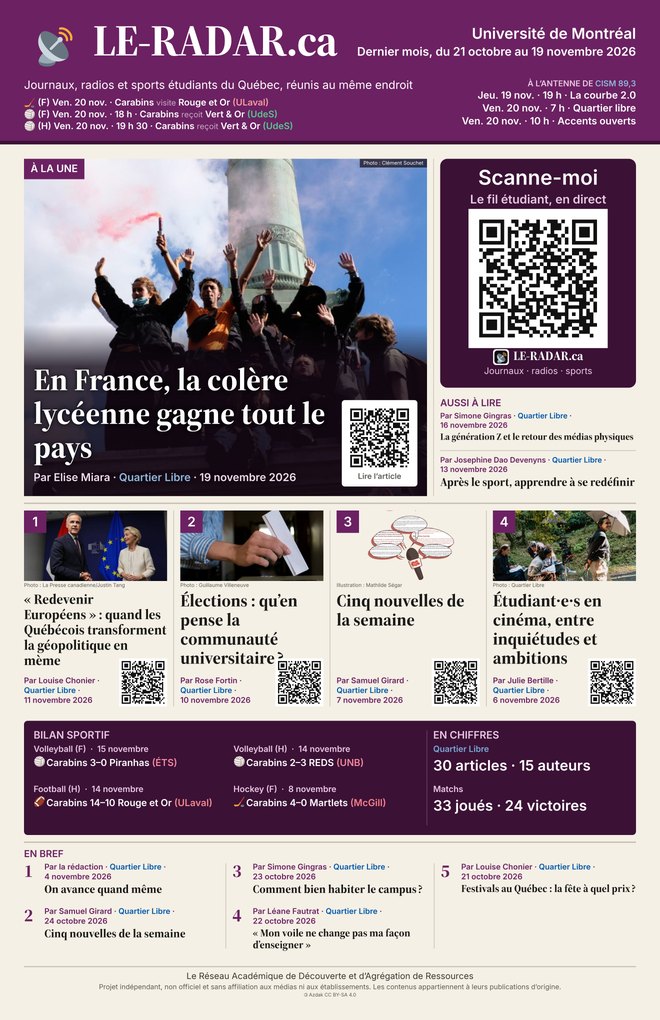 LE-RADAR.ca
Université de Montréal
Dernier mois, du 21 octobre au 19 novembre 2026
Journaux, radios et sports étudiants du Québec, réunis au même endroit
(F) Ven. 20 nov. · Carabins visite Rouge et Or (ULaval)
(F) Ven. 20 nov. · 18 h · Carabins reçoit Vert & Or (UdeS)
(H) Ven. 20 nov. · 19 h 30 · Carabins reçoit Vert & Or (UdeS)
À L'ANTENNE DE CISM 89,3
Jeu. 19 nov. · 19 h · La courbe 2.0
Ven. 20 nov. · 7 h · Quartier libre
Ven. 20 nov. · 10 h · Accents ouverts
À LA UNE
Photo : Clément Souchet
En France, la colère
lycéenne gagne tout le
pays
Par Elise Miara · Quartier Libre · 19 novembre 2026
Lire l'article
Scanne-moi
Le fil étudiant, en direct
LE-RADAR.ca
Journaux · radios · sports
AUSSI À LIRE
Par Simone Gingras · Quartier Libre ·
16 novembre 2026
La génération Z et le retour des médias physiques
Par Josephine Dao Devenyns · Quartier Libre ·
13 novembre 2026
Après le sport, apprendre à se redéfinir
1
Photo : La Presse canadienne/Justin Tang
« Redevenir
Européens » : quand les
Québécois transforment
la géopolitique en
mème
Par Louise Chonier ·
Quartier Libre ·
11 novembre 2026
2
Photo : Guillaume Villeneuve
Élections : qu'en
pense la
communauté
universitaire ?
Par Rose Fortin ·
Quartier Libre ·
10 novembre 2026
3
Illustration : Mathilde Ségar
Cinq nouvelles de
la semaine
Par Samuel Girard ·
Quartier Libre ·
7 novembre 2026
4
Photo : Quartier Libre
Étudiant·e·s en
cinéma, entre
inquiétudes et
ambitions
Par Julie Bertille ·
Quartier Libre ·
6 novembre 2026
BILAN SPORTIF
Volleyball (F) · 15 novembre
Carabins 3–0 Piranhas (ÉTS)
Volleyball (H) · 14 novembre
Carabins 2–3 REDS (UNB)
Football (H) · 14 novembre
Carabins 14–10 Rouge et Or (ULaval)
Hockey (F) · 8 novembre
Carabins 4–0 Martlets (McGill)
EN CHIFFRES
Quartier Libre
30 articles · 15 auteurs
Matchs
33 joués · 24 victoires
EN BREF
1
Par la rédaction · Quartier Libre ·
4 novembre 2026
On avance quand même
2
Par Samuel Girard · Quartier Libre ·
24 octobre 2026
Cinq nouvelles de la semaine
3
Par Simone Gingras · Quartier Libre ·
23 octobre 2026
Comment bien habiter le campus ?
4
Par Léane Fautrat · Quartier Libre ·
22 octobre 2026
« Mon voile ne change pas ma façon
d'enseigner »
5
Par Louise Chonier · Quartier Libre ·
21 octobre 2026
Festivals au Québec : la fête à quel prix ?
Le Réseau Académique de Découverte et d'Agrégation de Ressources
Projet indépendant, non officiel et sans affiliation aux médias ni aux établissements. Les contenus appartiennent à leurs publications d'origine.
© Azdak CC BY-SA 4.0